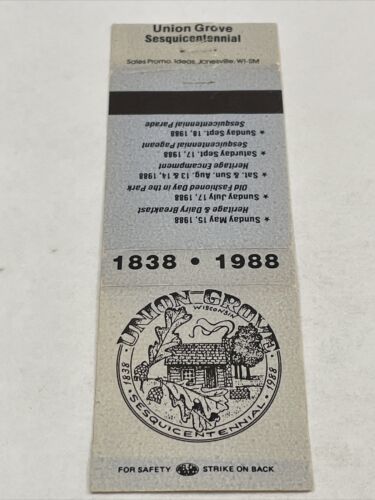 Union Grove
Sesquicentennial
Sales Promo. Ideas, Janesville, WI-SM
★ Sunday May 15, 1988
Heritage & Dairy Breakfast
★ Sunday July 17, 1988
Old Fashioned Day in the Park
★ Sat. & Sun. Aug. 13 & 14, 1988
Heritage Encampment
★ Saturday Sept. 17, 1988
Sesquicentennial Pageant
★ Sunday Sept. 18, 1988
Sesquicentennial Parade
1838 • 1988
UNION GROVE
WISCONSIN
1838 • SESQUICENTENNIAL • 1988
FOR SAFETY STRIKE ON BACK